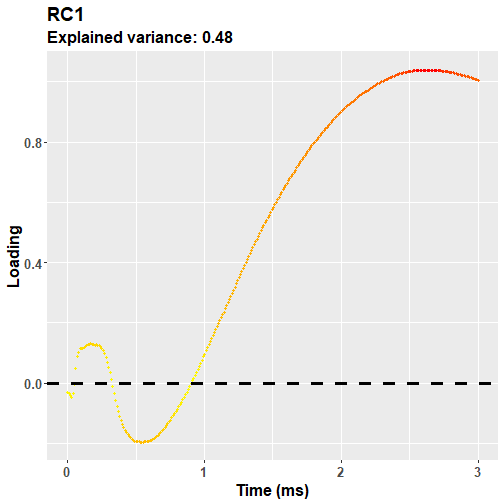 RC1
Explained variance: 0.48
Loading
0.8
0.4
0.0
0 1 2 3
Time (ms)